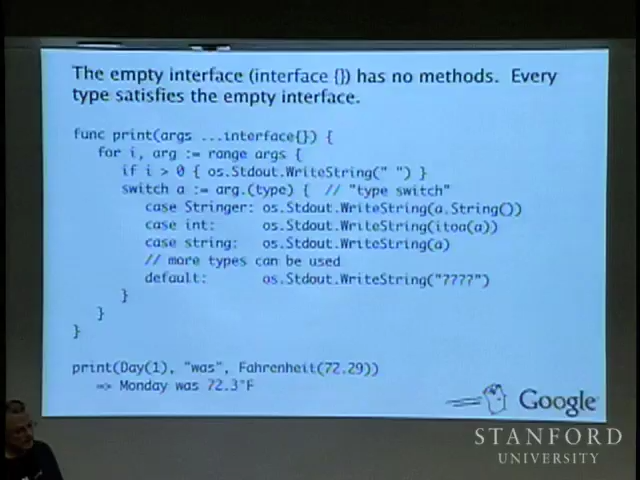 The empty interface (interface {}) has no methods.  Every
type satisfies the empty interface.
func print(args ...interface{}) {
for i, arg := range args {
if i > 0 { os.Stdout.WriteString(" ") }
switch a := arg.(type) {  // "type switch"
case Stringer: os.Stdout.WriteString(a.String())
case int:      os.Stdout.WriteString(itoa(a))
case string:   os.Stdout.WriteString(a)
// more types can be used
default:       os.Stdout.WriteString("????")
}
}
}
print(Day(1), "was", Fahrenheit(72.29))
=> Monday was 72.3°F
Google
STANFORD
UNIVERSITY